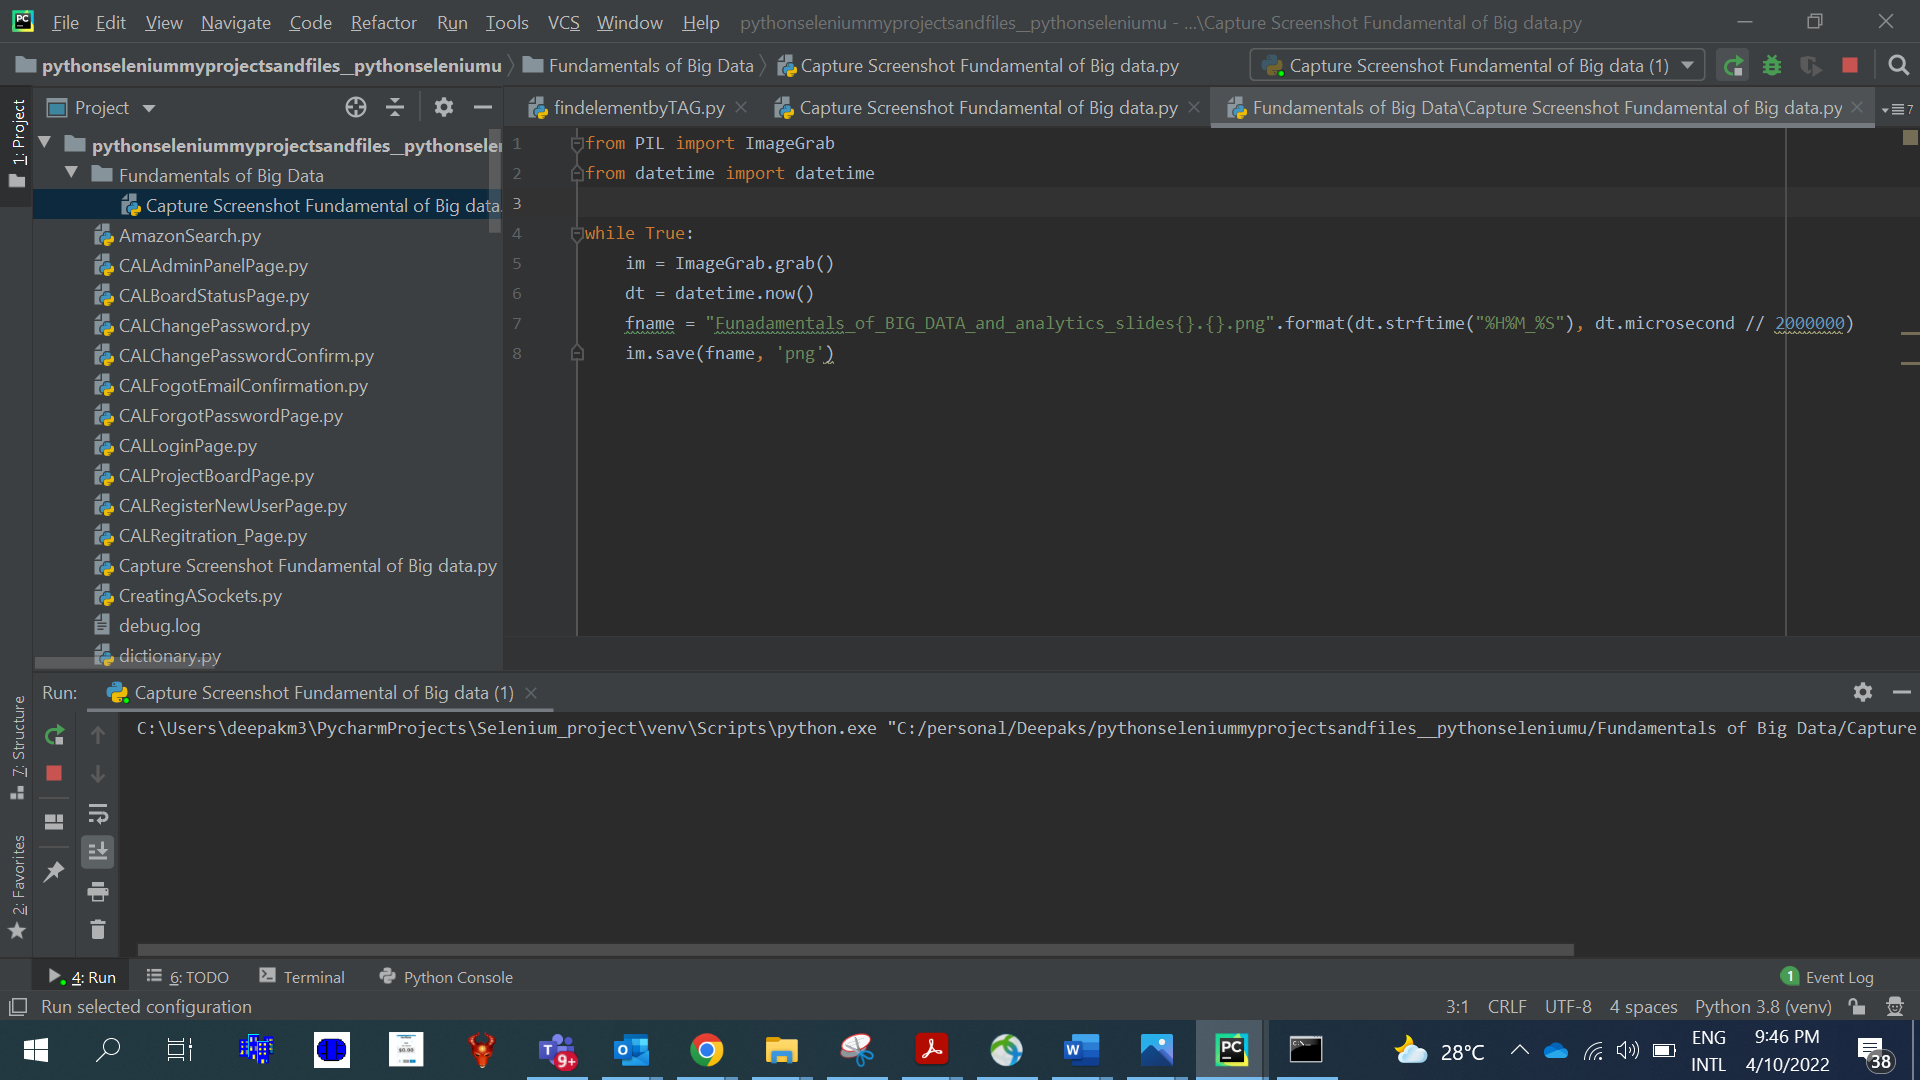 File Edit View Navigate Code Refactor Run Tools VCS Window Help pythonseleniummyprojectsandfiles__pythonseleniumu - ...\Capture Screenshot Fundamental of Big data.py
pythonseleniummyprojectsandfiles__pythonseleniumu Fundamentals of Big Data Capture Screenshot Fundamental of Big data.py Capture Screenshot Fundamental of Big data (1)
Project findelementbyTAG.py Capture Screenshot Fundamental of Big data.py Fundamentals of Big Data\Capture Screenshot Fundamental of Big data.py 7
1: Project
pythonseleniummyprojectsandfiles__pythonseler
Fundamentals of Big Data
Capture Screenshot Fundamental of Big data.
AmazonSearch.py
CALAdminPanelPage.py
CALBoardStatusPage.py
CALChangePassword.py
CALChangePasswordConfirm.py
CALFogotEmailConfirmation.py
CALForgotPasswordPage.py
CALLoginPage.py
CALProjectBoardPage.py
CALRegisterNewUserPage.py
CALRegitration_Page.py
Capture Screenshot Fundamental of Big data.py
CreatingASockets.py
debug.log
dictionary.py
1 from PIL import ImageGrab
2 from datetime import datetime
3
4 while True:
5 im = ImageGrab.grab()
6 dt = datetime.now()
7 fname = "Funadamentals_of_BIG_DATA_and_analytics_slides{}.{}.png".format(dt.strftime("%H%M_%S"), dt.microsecond // 2000000)
8 im.save(fname, 'png')
Run: Capture Screenshot Fundamental of Big data (1)
C:\Users\deepakm3\PycharmProjects\Selenium_project\venv\Scripts\python.exe "C:/personal/Deepaks/pythonseleniummyprojectsandfiles__pythonseleniumu/Fundamentals of Big Data/Capture
7: Structure
2: Favorites
4: Run 6: TODO Terminal Python Console 1 Event Log
Run selected configuration 3:1 CRLF UTF-8 4 spaces Python 3.8 (venv)
9+ 28°C ENG 9:46 PM
INTL 4/10/2022 38